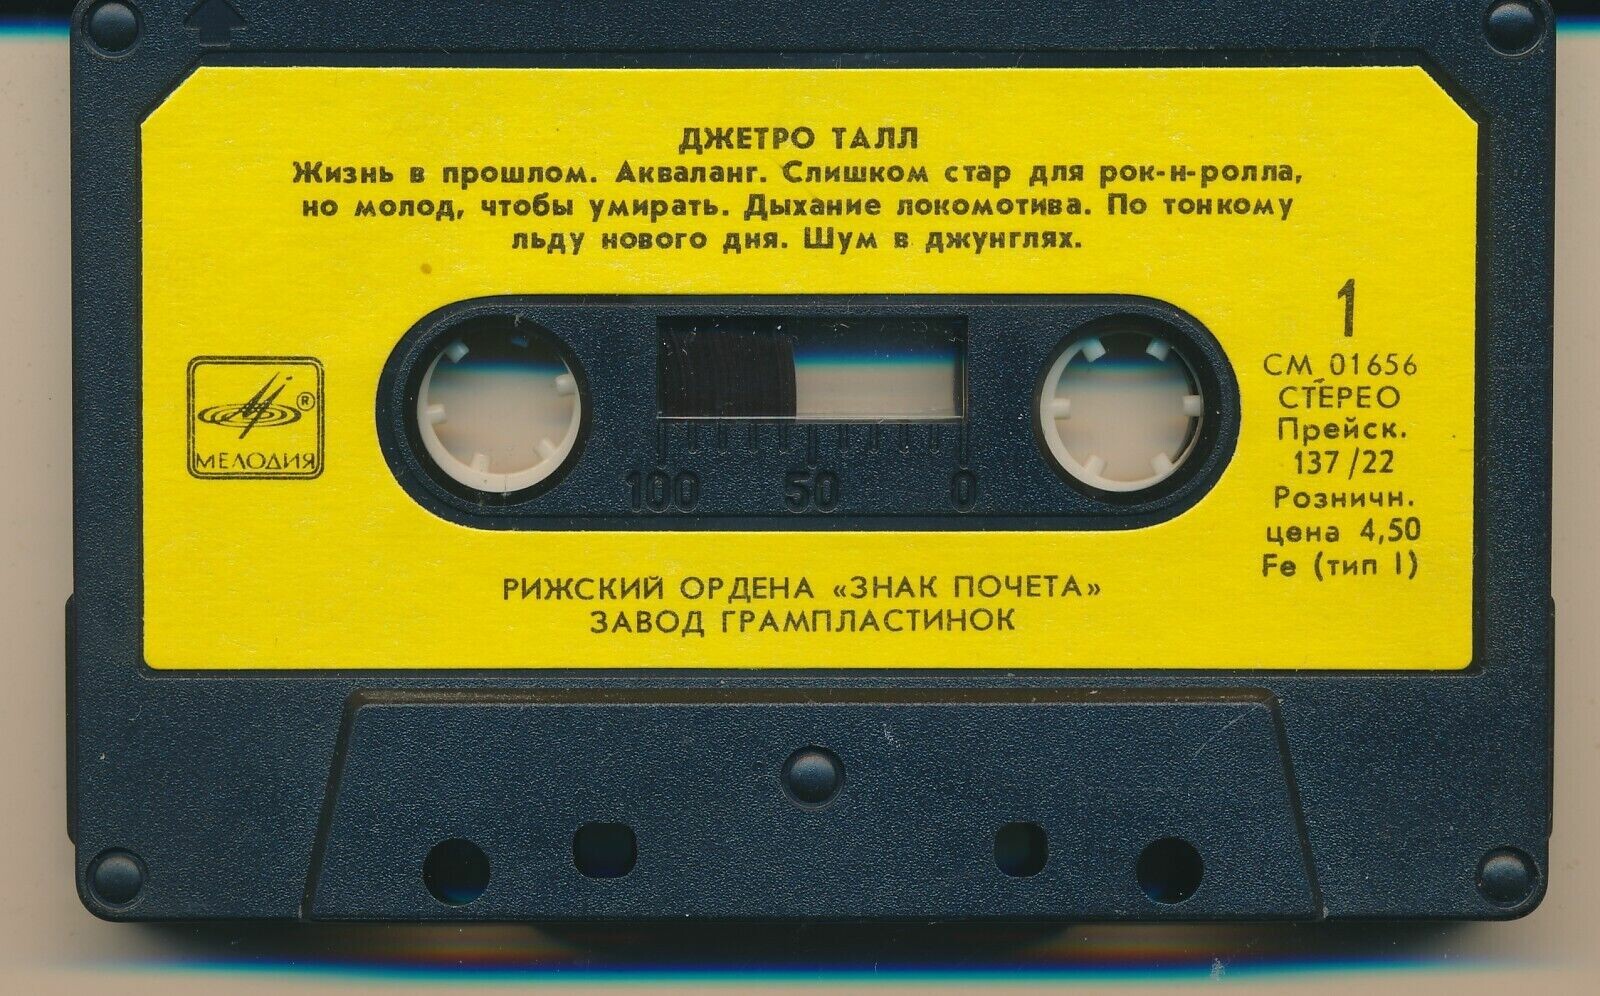 ДЖЕТРО ТАЛЛ
Жизнь в прошлом. Акваланг. Слишком стар для рок-н-ролла,
но молод, чтобы умирать. Дыхание локомотива. По тонкому
льду нового дня. Шум в джунглях.
1
СМ 01656
СТЕРЕО
Прейск.
137/22
Розничн.
цена 4,50
Fe (тип I)
®
МЕЛОДИЯ
100 50 0
РИЖСКИЙ ОРДЕНА «ЗНАК ПОЧЕТА»
ЗАВОД ГРАМПЛАСТИНОК